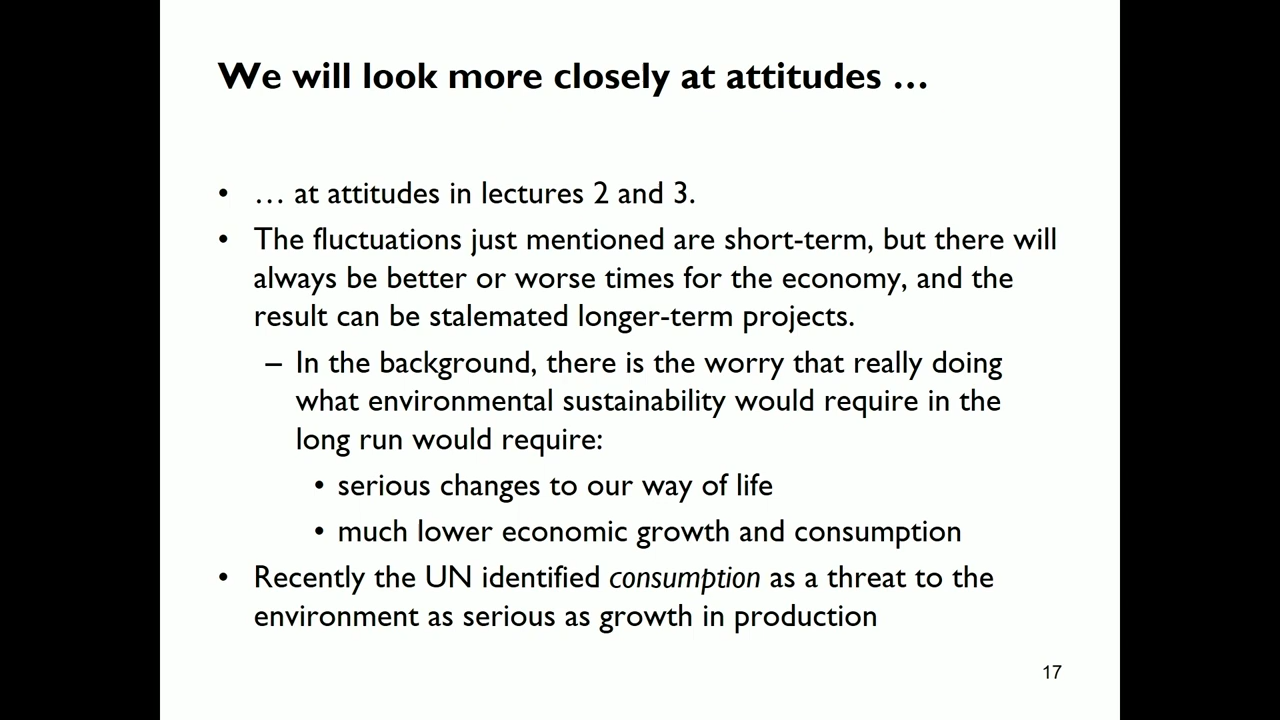 We will look more closely at attitudes …
• … at attitudes in lectures 2 and 3.
• The fluctuations just mentioned are short-term, but there will
always be better or worse times for the economy, and the
result can be stalemated longer-term projects.
– In the background, there is the worry that really doing
what environmental sustainability would require in the
long run would require:
• serious changes to our way of life
• much lower economic growth and consumption
• Recently the UN identified consumption as a threat to the
environment as serious as growth in production
17